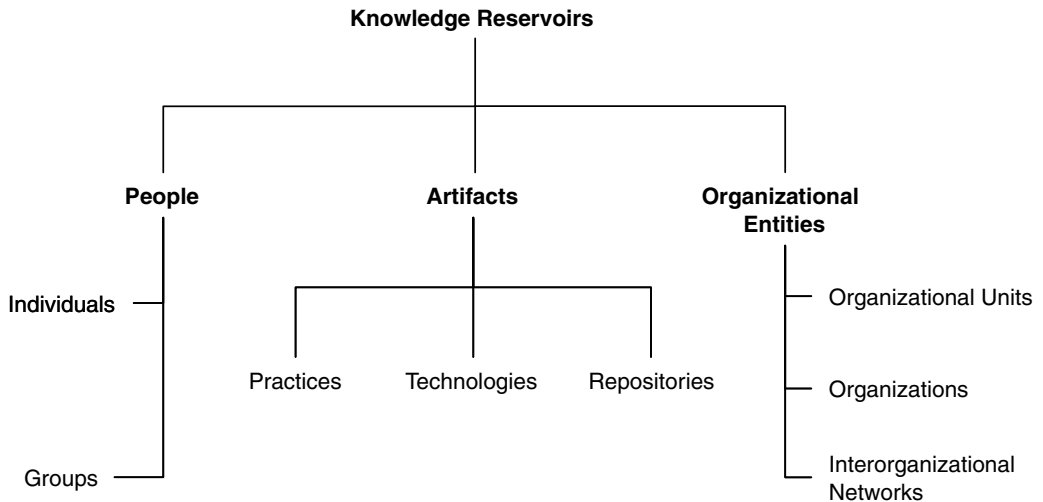 Knowledge Reservoirs
People
Artifacts
Organizational
Entities
Individuals
Groups
Practices
Technologies
Repositories
Organizational Units
Organizations
Interorganizational
Networks